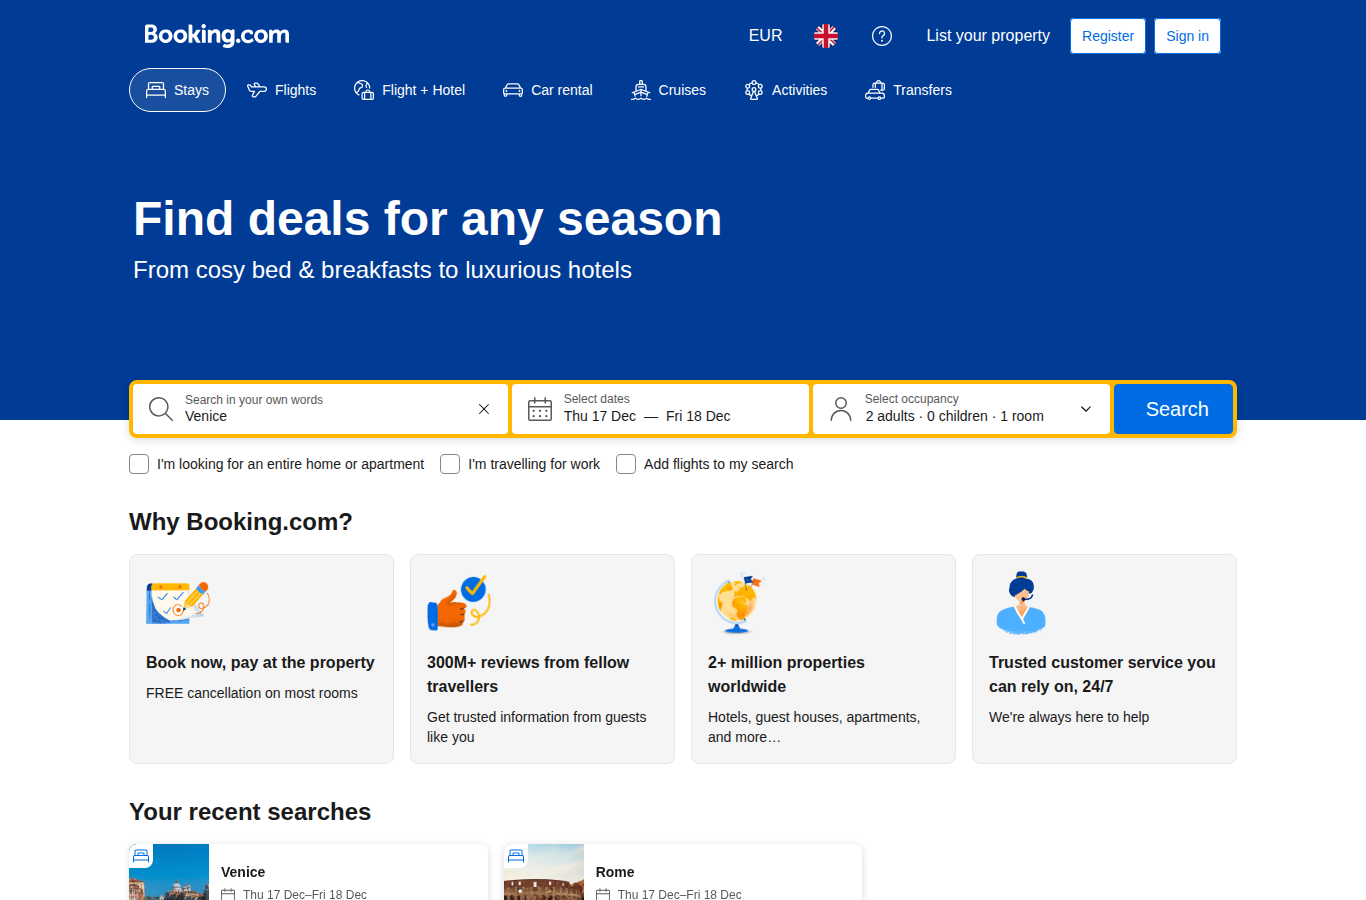 Booking.com
EUR
List your property
Register
Sign in
Stays
Flights
Flight + Hotel
Car rental
Cruises
Activities
Transfers
Find deals for any season
From cosy bed & breakfasts to luxurious hotels
Search in your own words
Venice
Select dates
Thu 17 Dec — Fri 18 Dec
Select occupancy
2 adults · 0 children · 1 room
Search
I'm looking for an entire home or apartment
I'm travelling for work
Add flights to my search
Why Booking.com?
Book now, pay at the property
FREE cancellation on most rooms
300M+ reviews from fellow
travellers
Get trusted information from guests
like you
2+ million properties
worldwide
Hotels, guest houses, apartments,
and more…
Trusted customer service you
can rely on, 24/7
We're always here to help
Your recent searches
Venice
Thu 17 Dec–Fri 18 Dec
Rome
Thu 17 Dec–Fri 18 Dec